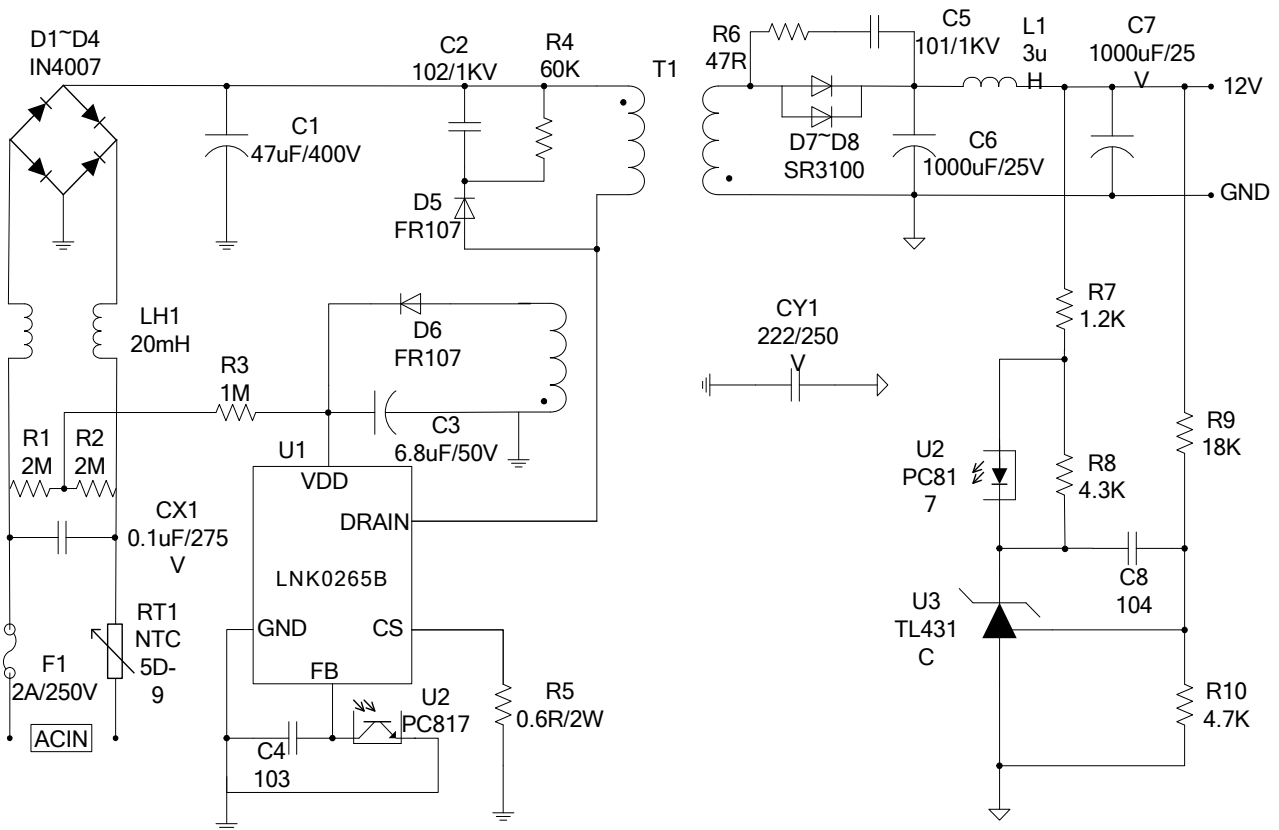 D1~D4
IN4007
C1
47uF/400V
C2
102/1KV
R4
60K
T1
D5
FR107
R6
47R
C5
101/1KV
L1
3u
H
C7
1000uF/25
V
12V
D7~D8
SR3100
C6
1000uF/25V
GND
LH1
20mH
R3
1M
D6
FR107
C3
6.8uF/50V
CY1
222/250
V
R7
1.2K
R9
18K
R1
2M
R2
2M
CX1
0.1uF/275
V
U1
VDD
DRAIN
LNK0265B
GND
CS
FB
U2
PC81
7
R8
4.3K
C8
104
U3
TL431
C
RT1
NTC
5D-
9
F1
2A/250V
ACIN
C4
103
U2
PC817
R5
0.6R/2W
R10
4.7K